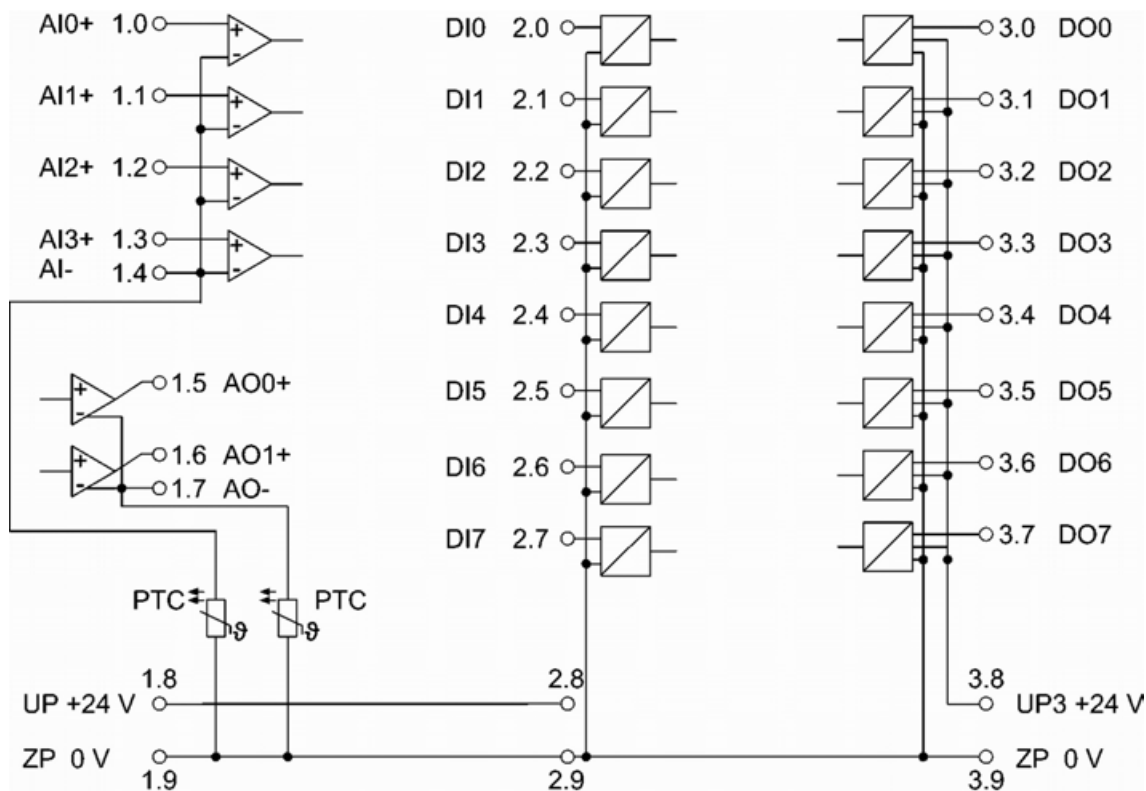 AI0+ 1.0
AI1+ 1.1
AI2+ 1.2
AI3+ 1.3
AI- 1.4
1.5 AO0+
1.6 AO1+
1.7 AO-
PTC ϑ
ϑ PTC
1.8
UP +24 V
ZP 0 V
1.9
DI0 2.0
DI1 2.1
DI2 2.2
DI3 2.3
DI4 2.4
DI5 2.5
DI6 2.6
DI7 2.7
2.8
2.9
3.0 DO0
3.1 DO1
3.2 DO2
3.3 DO3
3.4 DO4
3.5 DO5
3.6 DO6
3.7 DO7
3.8
UP3 +24 V
ZP 0 V
3.9
+
-
+
-
+
-
+
-
+
-
+
-